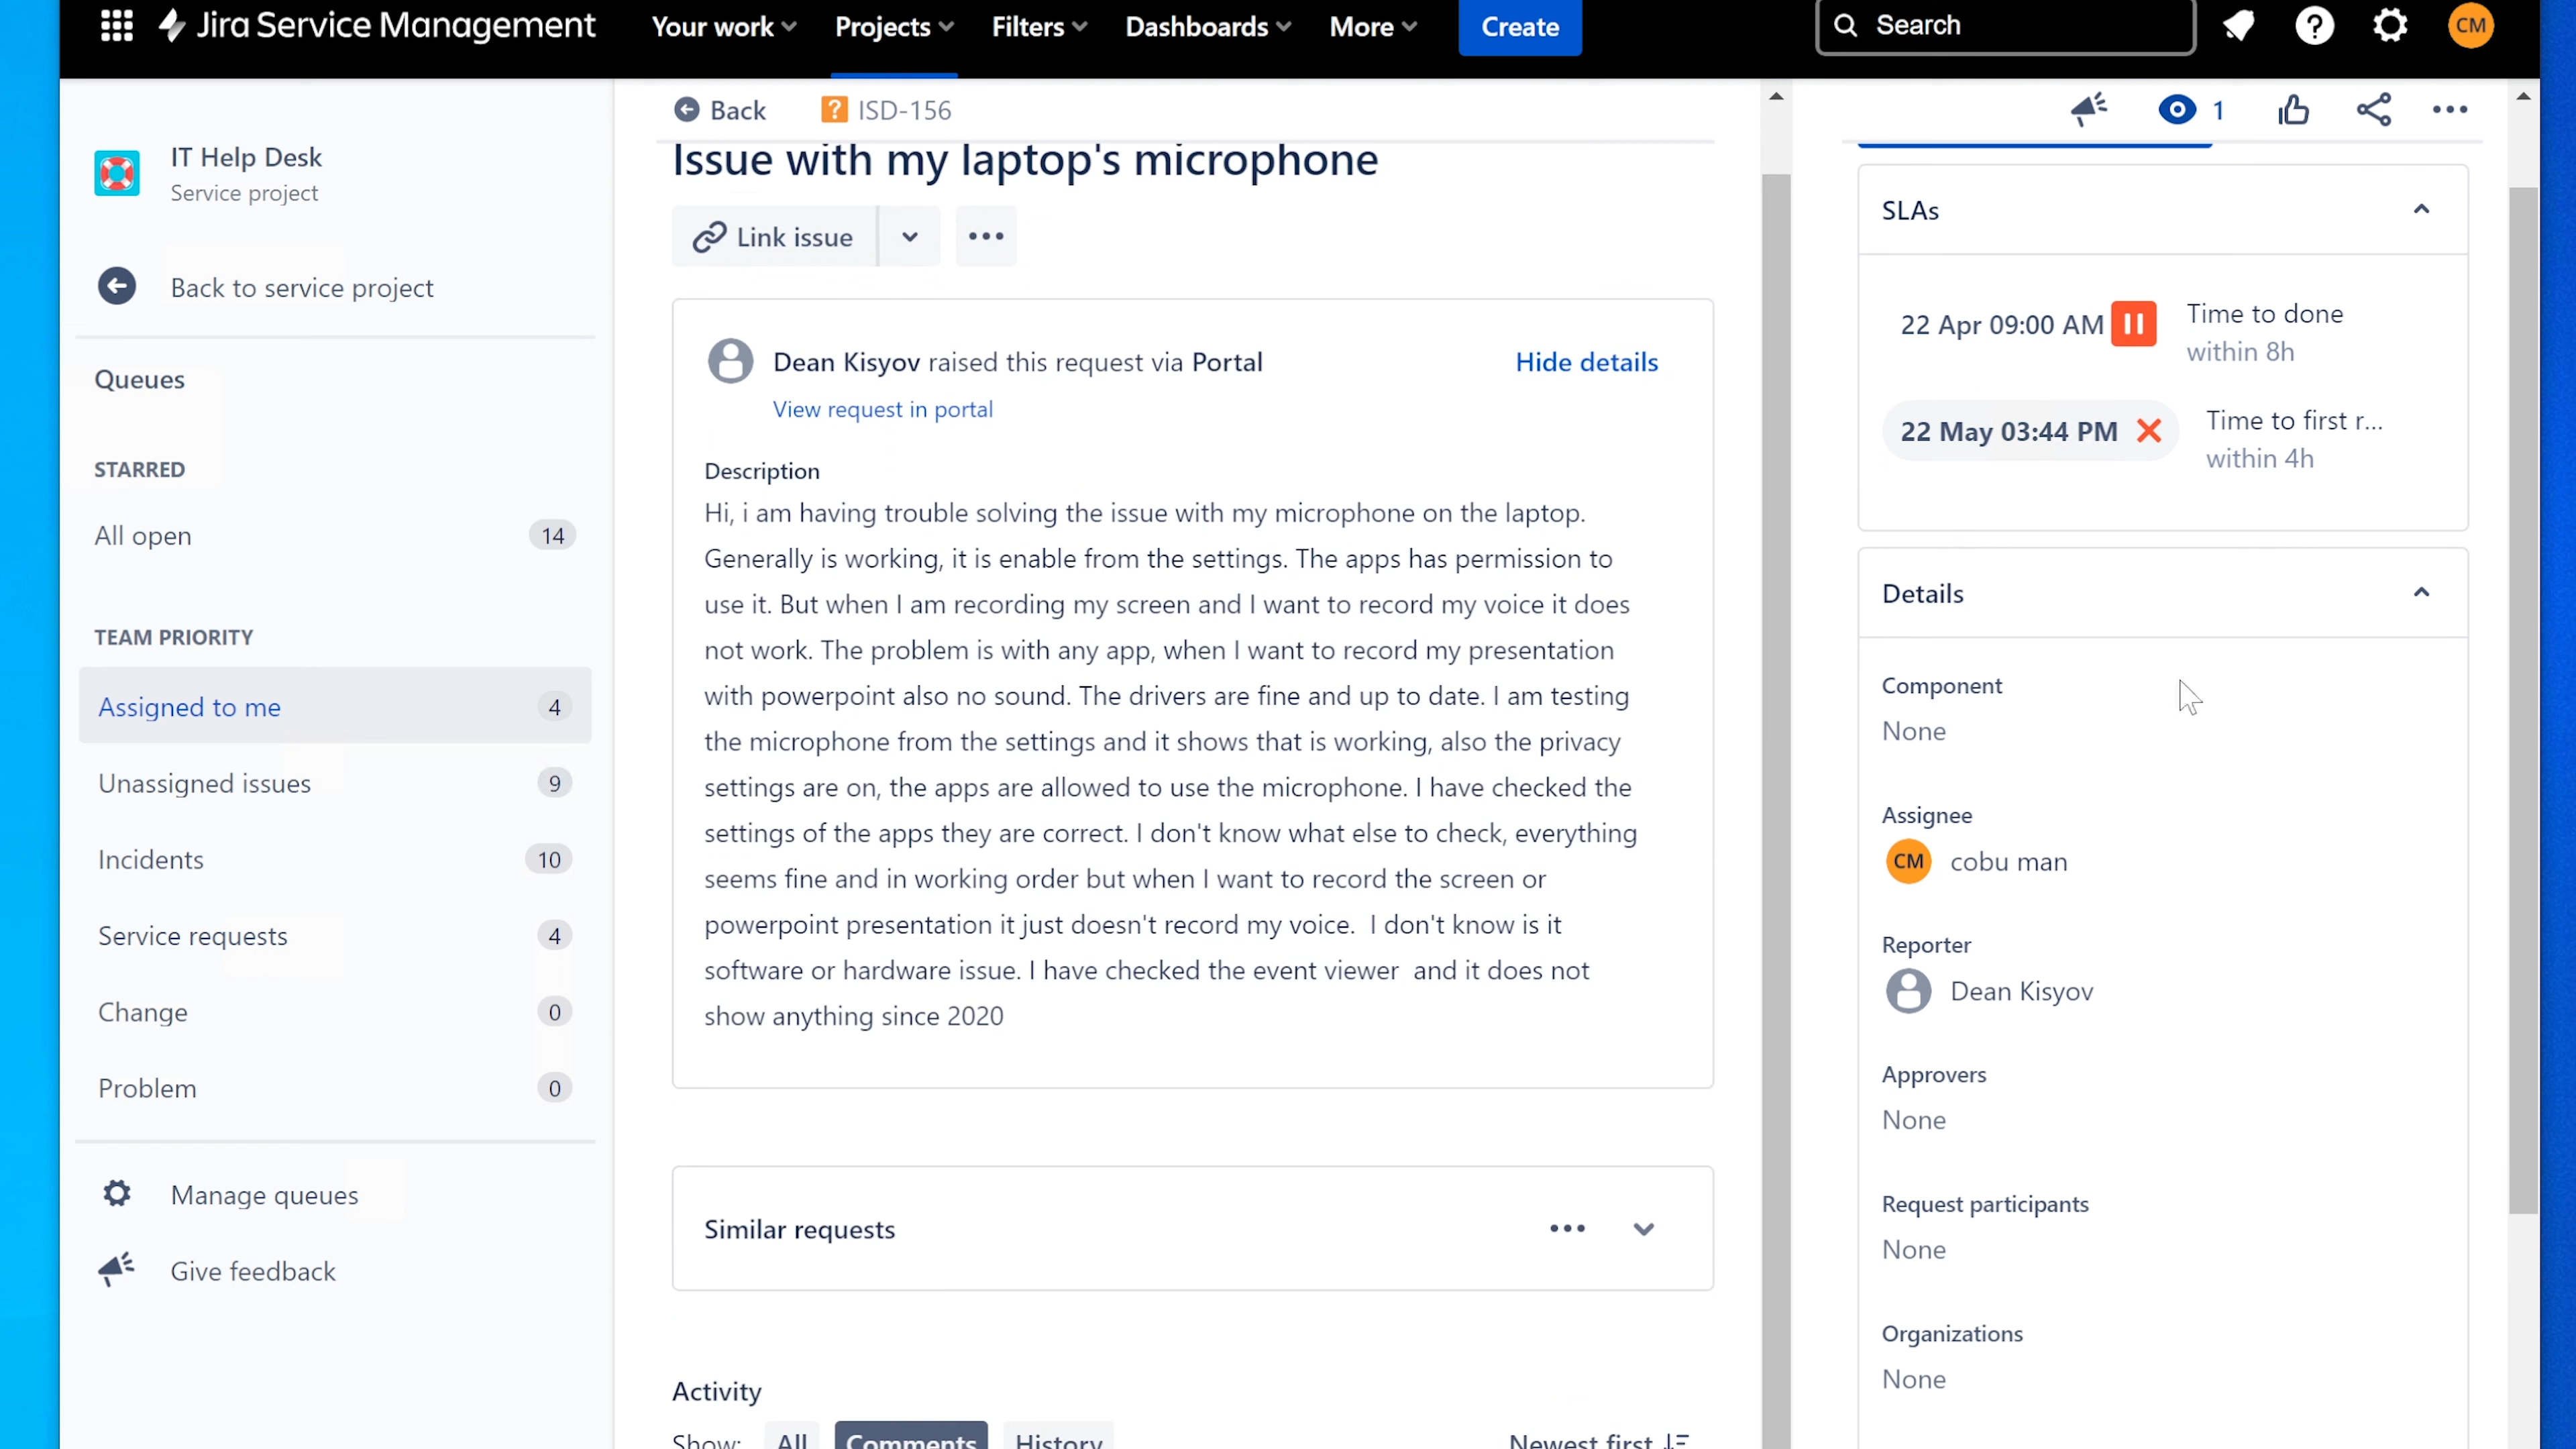 Jira Service Management
Your work
Projects
Filters
Dashboards
More
Create
Search
CM
IT Help Desk
Service project
Back to service project
Queues
STARRED
All open 14
TEAM PRIORITY
Assigned to me 4
Unassigned issues 9
Incidents 10
Service requests 4
Change 0
Problem 0
Manage queues
Give feedback
Back
? ISD-156
Issue with my laptop's microphone
Link issue
Dean Kisyov raised this request via Portal
Hide details
View request in portal
Description
Hi, i am having trouble solving the issue with my microphone on the laptop.
Generally is working, it is enable from the settings. The apps has permission to
use it. But when I am recording my screen and I want to record my voice it does
not work. The problem is with any app, when I want to record my presentation
with powerpoint also no sound. The drivers are fine and up to date. I am testing
the microphone from the settings and it shows that is working, also the privacy
settings are on, the apps are allowed to use the microphone. I have checked the
settings of the apps they are correct. I don't know what else to check, everything
seems fine and in working order but when I want to record the screen or
powerpoint presentation it just doesn't record my voice.  I don't know is it
software or hardware issue. I have checked the event viewer  and it does not
show anything since 2020
Similar requests
Activity
Show: All Comments History
Newest first
1
SLAs
22 Apr 09:00 AM
Time to done
within 8h
22 May 03:44 PM
Time to first r...
within 4h
Details
Component
None
Assignee
CM cobu man
Reporter
Dean Kisyov
Approvers
None
Request participants
None
Organizations
None